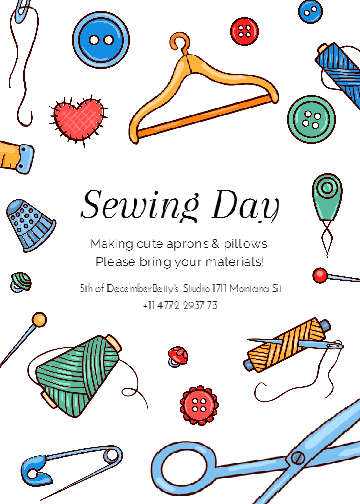 Sewing Day
Making cute aprons & pillows
Please bring your materials!
5th of DecemberBetty's Studio 1711 Montana St
+11 4772 2937 73